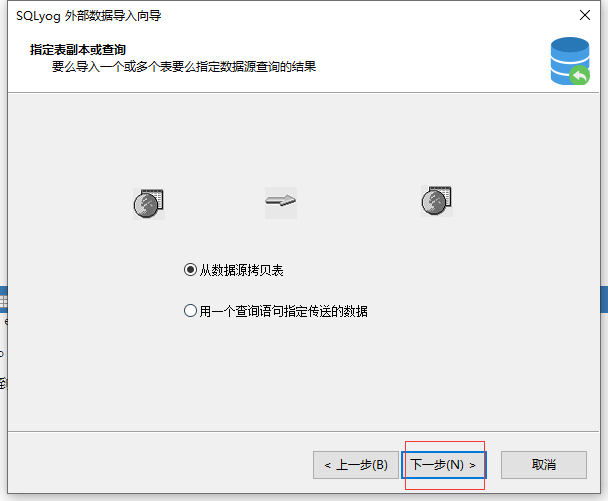 SQLyog 外部数据导入向导
指定表副本或查询
要么导入一个或多个表要么指定数据源查询的结果
从数据源拷贝表
用一个查询语句指定传送的数据
< 上一步(B)
下一步(N) >
取消